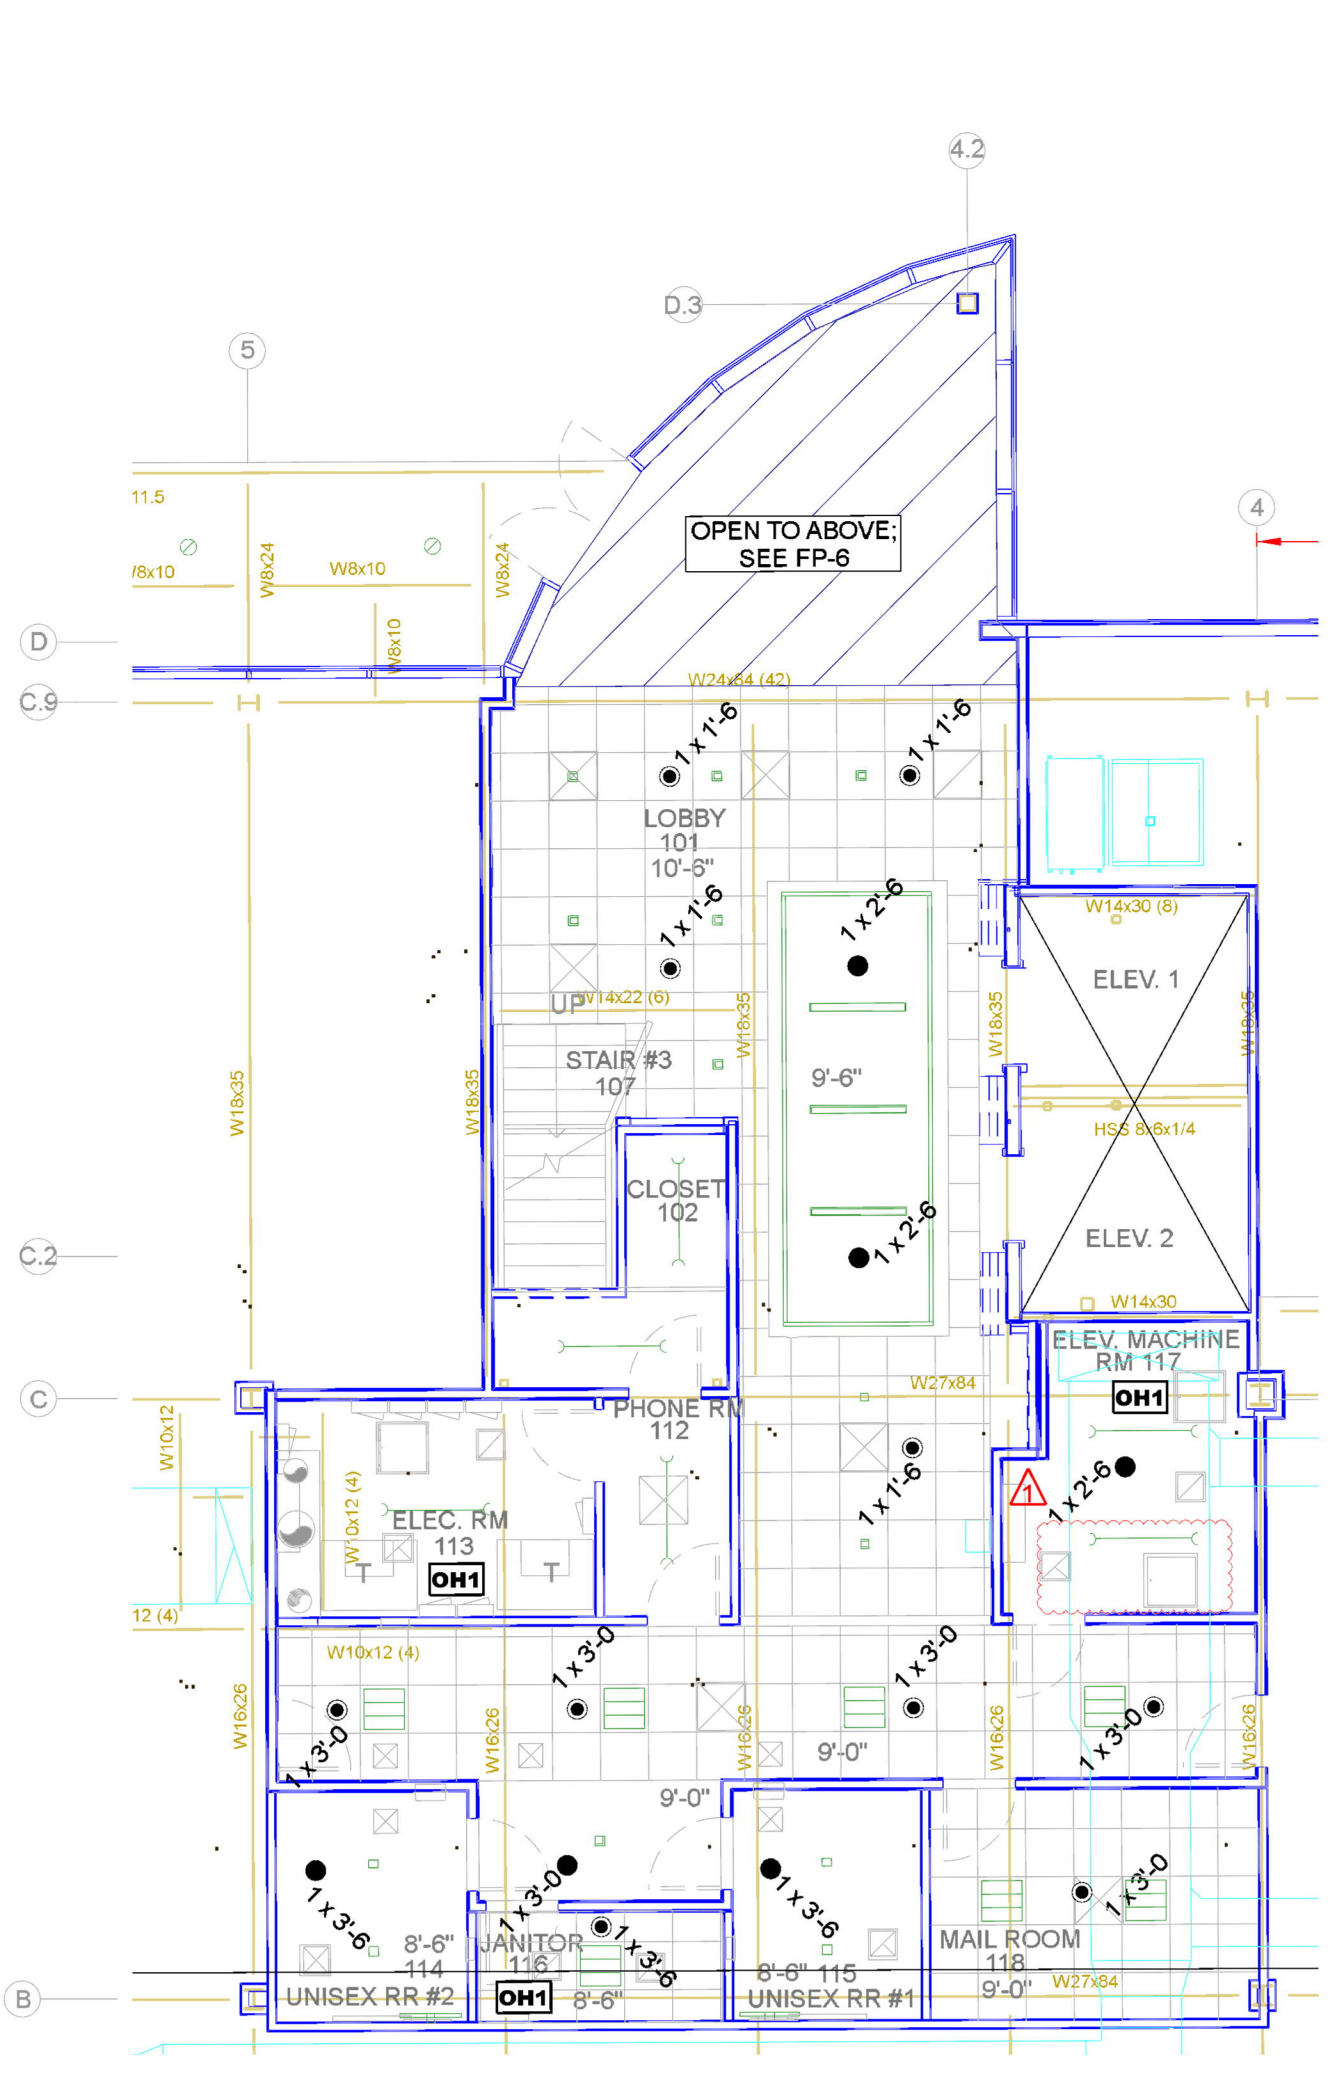 4.2
D.3
5
4
11.5
OPEN TO ABOVE;
SEE FP-6
W8x24
W8x10
W8x24
W8x10
D
C.9
W24x84 (42)
1 x 1'-6
1 x 1'-6
LOBBY
101
10'-6"
1 x 1'-6
1 x 2'-6
W14x30 (8)
ELEV. 1
UP
W14x22 (6)
W18x35
W18x35
W18x35
STAIR #3
107
9'-6"
W18x35
W18x35
HSS 8x6x1/4
CLOSET
102
1 x 2'-6
ELEV. 2
C.2
W14x30
ELEV. MACHINE
RM 117
OH1
W27x84
C
PHONE RM
112
W10x12
W10x12 (4)
1 x 1'-6
1
1 x 2'-6
ELEC. RM
113
T
T
OH1
12 (4)
W10x12 (4)
1 x 3'-0
1 x 3'-0
W16x26
W16x26
W16x26
W16x26
W16x26
1 x 3'-0
9'-0"
1 x 3'-0
9'-0"
1 x 3'-6
1 x 3'-0
1 x 3'-6
1 x 3'-6
1 x 3'-0
8'-6"
114
UNISEX RR #2
JANITOR
116
OH1
8'-6"
8'-6" 115
UNISEX RR #1
MAIL ROOM
118
9'-0"
W27x84
B